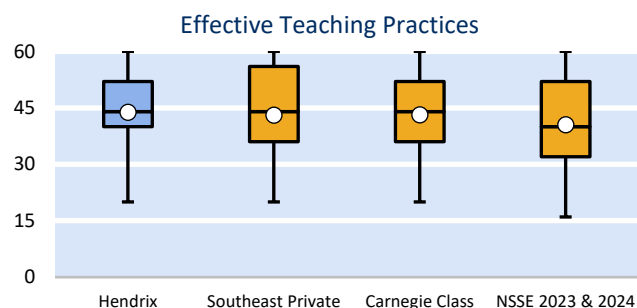 Effective Teaching Practices
60
45
30
15
0
Hendrix Southeast Private Carnegie Class NSSE 2023 & 2024